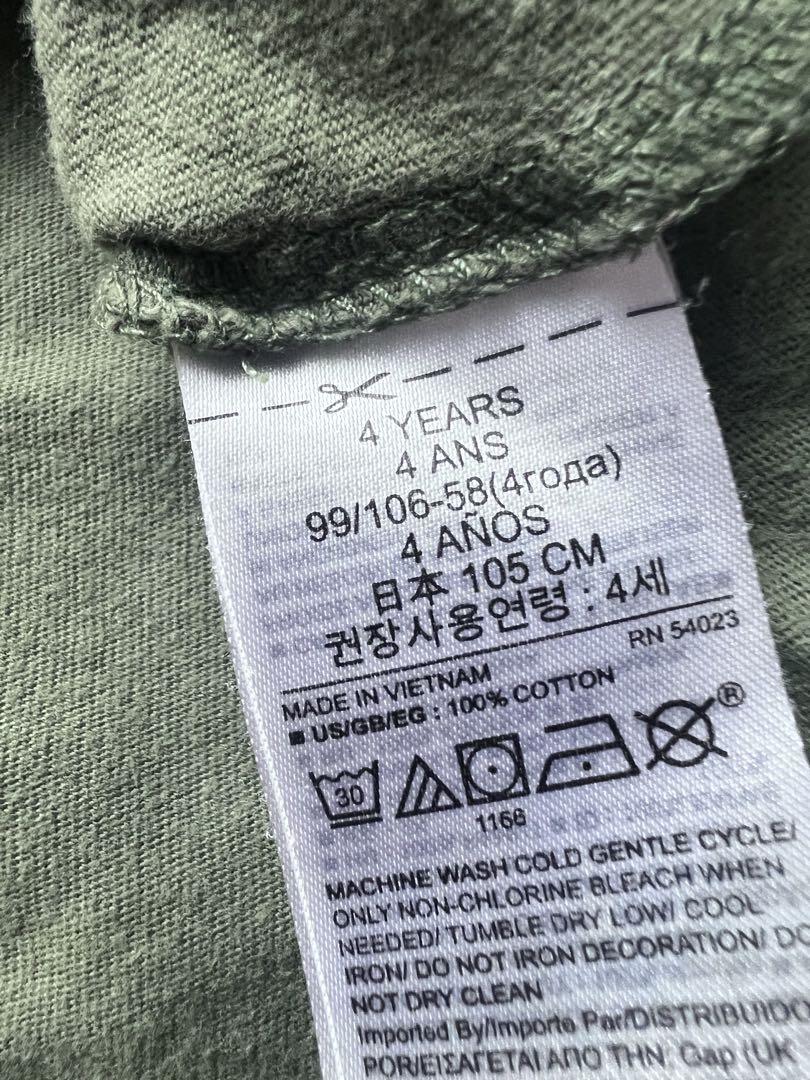 4 YEARS
4 ANS
99/106-58(4года)
4 AÑOS
日本 105 CM
권장사용연령 : 4세
RN 54023
MADE IN VIETNAM
■ US/GB/EG : 100% COTTON
30
®
1166
MACHINE WASH COLD GENTLE CYCLE/
ONLY NON-CHLORINE BLEACH WHEN
NEEDED/ TUMBLE DRY LOW/ COOL
IRON/ DO NOT IRON DECORATION/ DO
NOT DRY CLEAN
Imported By/Importe Par/DISTRIBUIDO
POR/ΕΙΣΑΓΕΤΑΙ ΑΠΟ ΤΗΝ: Gap (UK